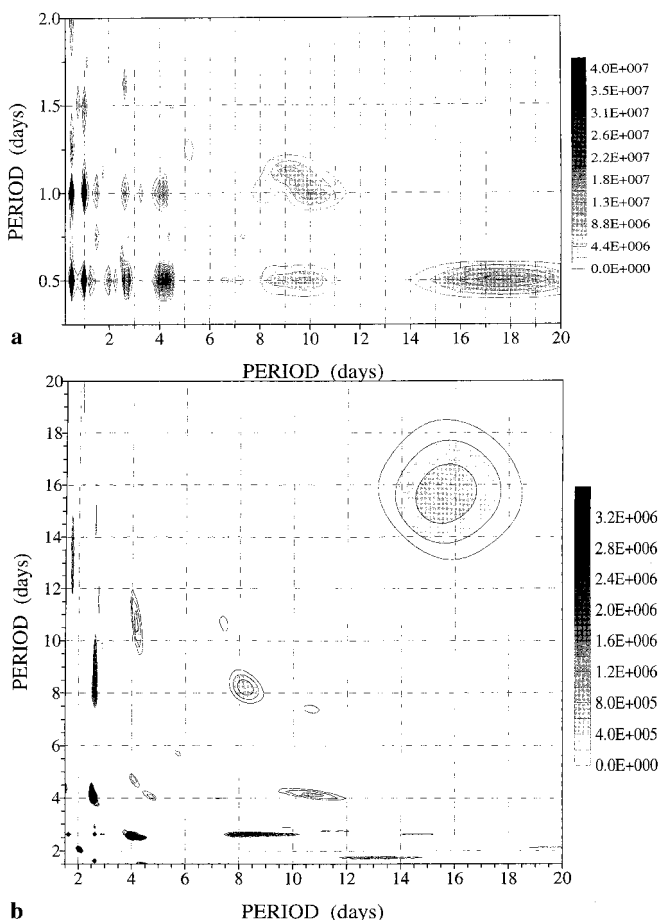 2.0
1.5
1.0
0.5
PERIOD (days)
0 2 4 6 8 10 12 14 16 18 20
PERIOD (days)
4.0E+007
3.5E+007
3.1E+007
2.6E+007
2.2E+007
1.8E+007
1.3E+007
8.8E+006
4.4E+006
0.0E+000
a
20
18
16
14
12
10
8
6
4
2
PERIOD (days)
2 4 6 8 10 12 14 16 18 20
PERIOD (days)
3.2E+006
2.8E+006
2.4E+006
2.0E+006
1.6E+006
1.2E+006
8.0E+005
4.0E+005
0.0E+000
b